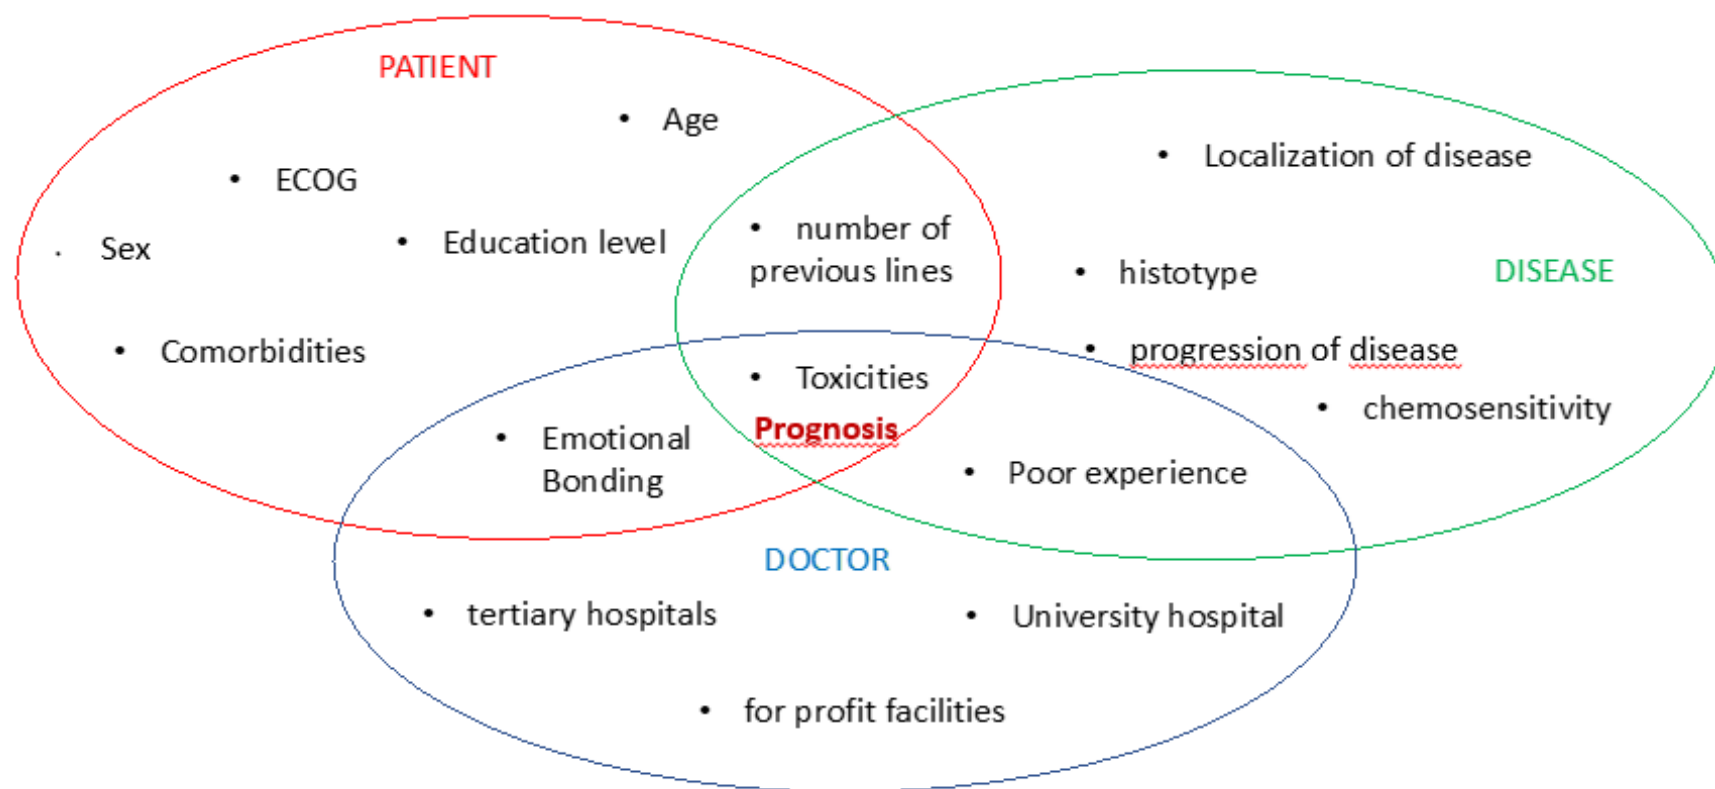 PATIENT
• Age
• Localization of disease
• ECOG
• number of
previous lines
• Sex
• Education level
• histotype
DISEASE
• Comorbidities
• progression of disease
• Toxicities
• chemosensitivity
Prognosis
• Emotional
Bonding
• Poor experience
DOCTOR
• tertiary hospitals
• University hospital
• for profit facilities